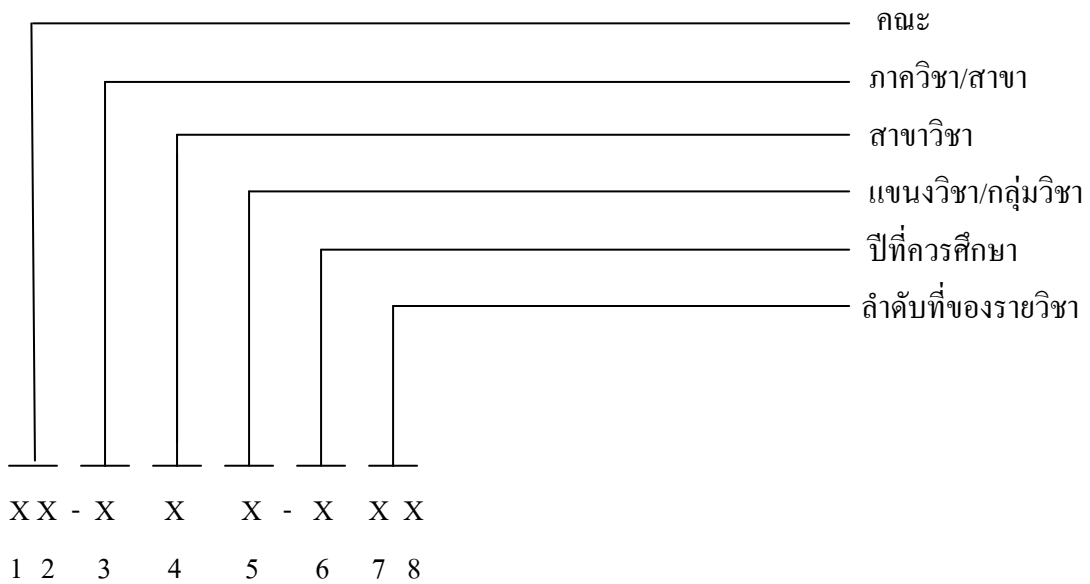 คณะ
ภาควิชา/สาขา
สาขาวิชา
แขนงวิชา/กลุ่มวิชา
ปีที่ควรศึกษา
ลำดับที่ของรายวิชา
X X - X X X - X X X
1 2 3 4 5 6 7 8